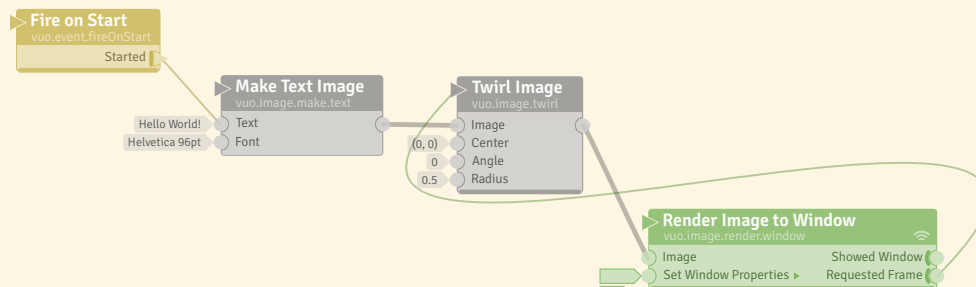 Fire on Start
vuo.event.fireOnStart
Started
Make Text Image
vuo.image.make.text
Hello World!
Text
Helvetica 96pt
Font
Twirl Image
vuo.image.twirl
Image
(0, 0)
Center
0
Angle
0.5
Radius
Render Image to Window
vuo.image.render.window
Image
Showed Window
Set Window Properties
Requested Frame